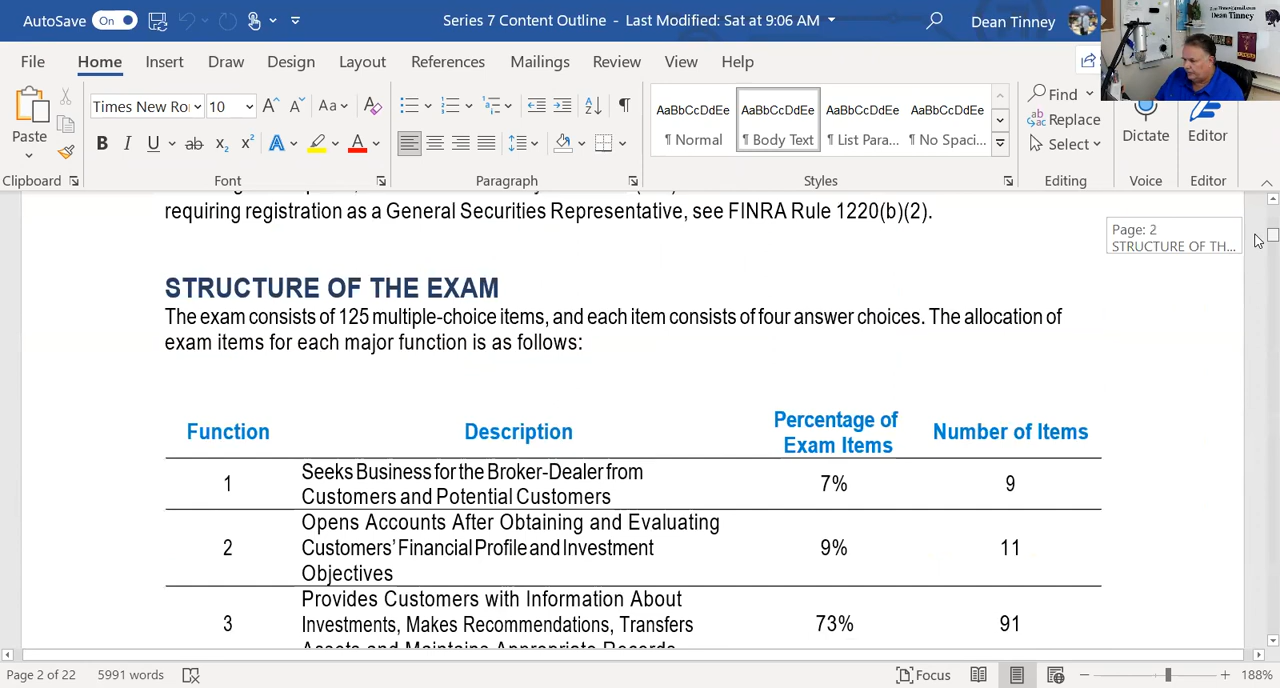 AutoSave On Series 7 Content Outline - Last Modified: Sat at 9:06 AM Dean Tinney
Dean Tinney
File Home Insert Draw Design Layout References Mailings Review View Help
Paste
Times New Ro 10 Aa
AaBbCcDdEe AaBbCcDdEe AaBbCcDdEe AaBbCcDdEe
¶ Normal ¶ Body Text ¶ List Para... ¶ No Spaci...
Find
Replace
Select
Dictate
Editor
Clipboard Font Paragraph Styles Editing Voice Editor
requiring registration as a General Securities Representative, see FINRA Rule 1220(b)(2).
Page: 2
STRUCTURE OF TH...
STRUCTURE OF THE EXAM
The exam consists of 125 multiple-choice items, and each item consists of four answer choices. The allocation of
exam items for each major function is as follows:
Function Description Percentage of Exam Items Number of Items
1 Seeks Business for the Broker-Dealer from 7% 9
Customers and Potential Customers
2 Opens Accounts After Obtaining and Evaluating 9% 11
Customers' Financial Profile and Investment
Objectives
3 Provides Customers with Information About 73% 91
Investments, Makes Recommendations, Transfers
Assets and Maintains Appropriate Records
Page 2 of 22 5991 words Focus 188%